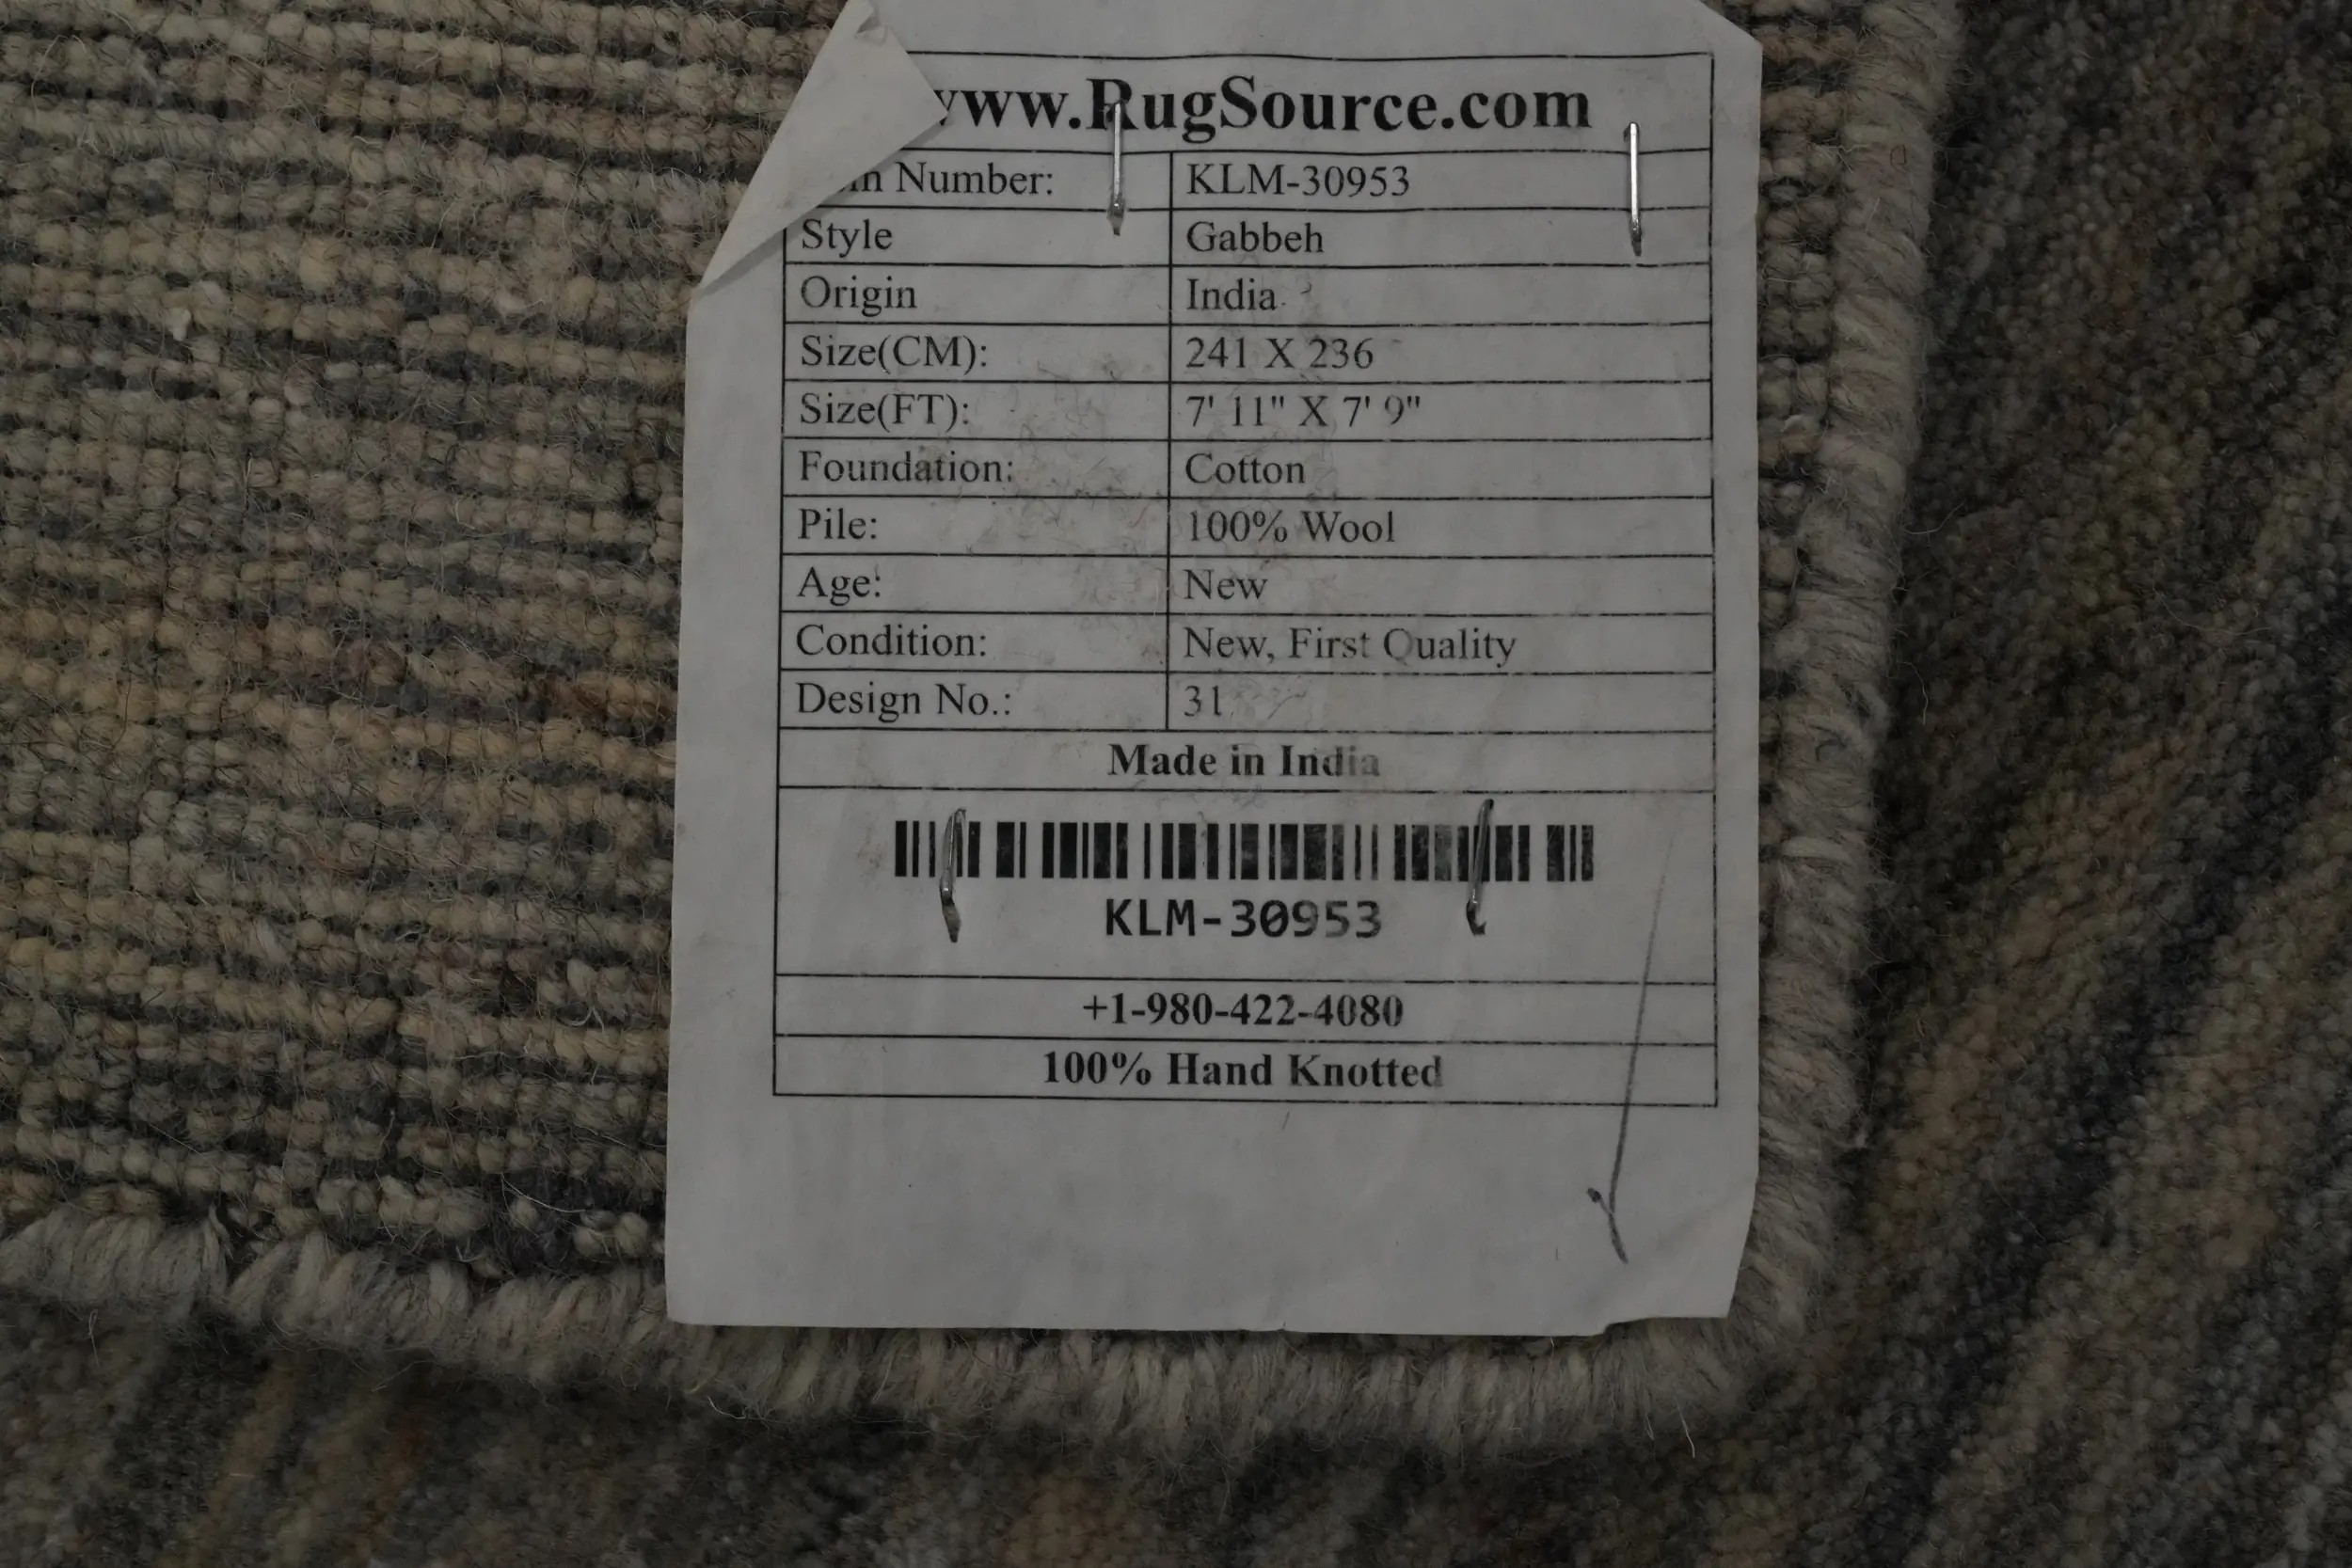 www.RugSource.com
Number: KLM-30953
Style Gabbeh
Origin India
Size(CM): 241 X 236
Size(FT): 7' 11" X 7' 9"
Foundation: Cotton
Pile: 100% Wool
Age: New
Condition: New, First Quality
Design No.: 31
Made in India
KLM-30953
+1-980-422-4080
100% Hand Knotted